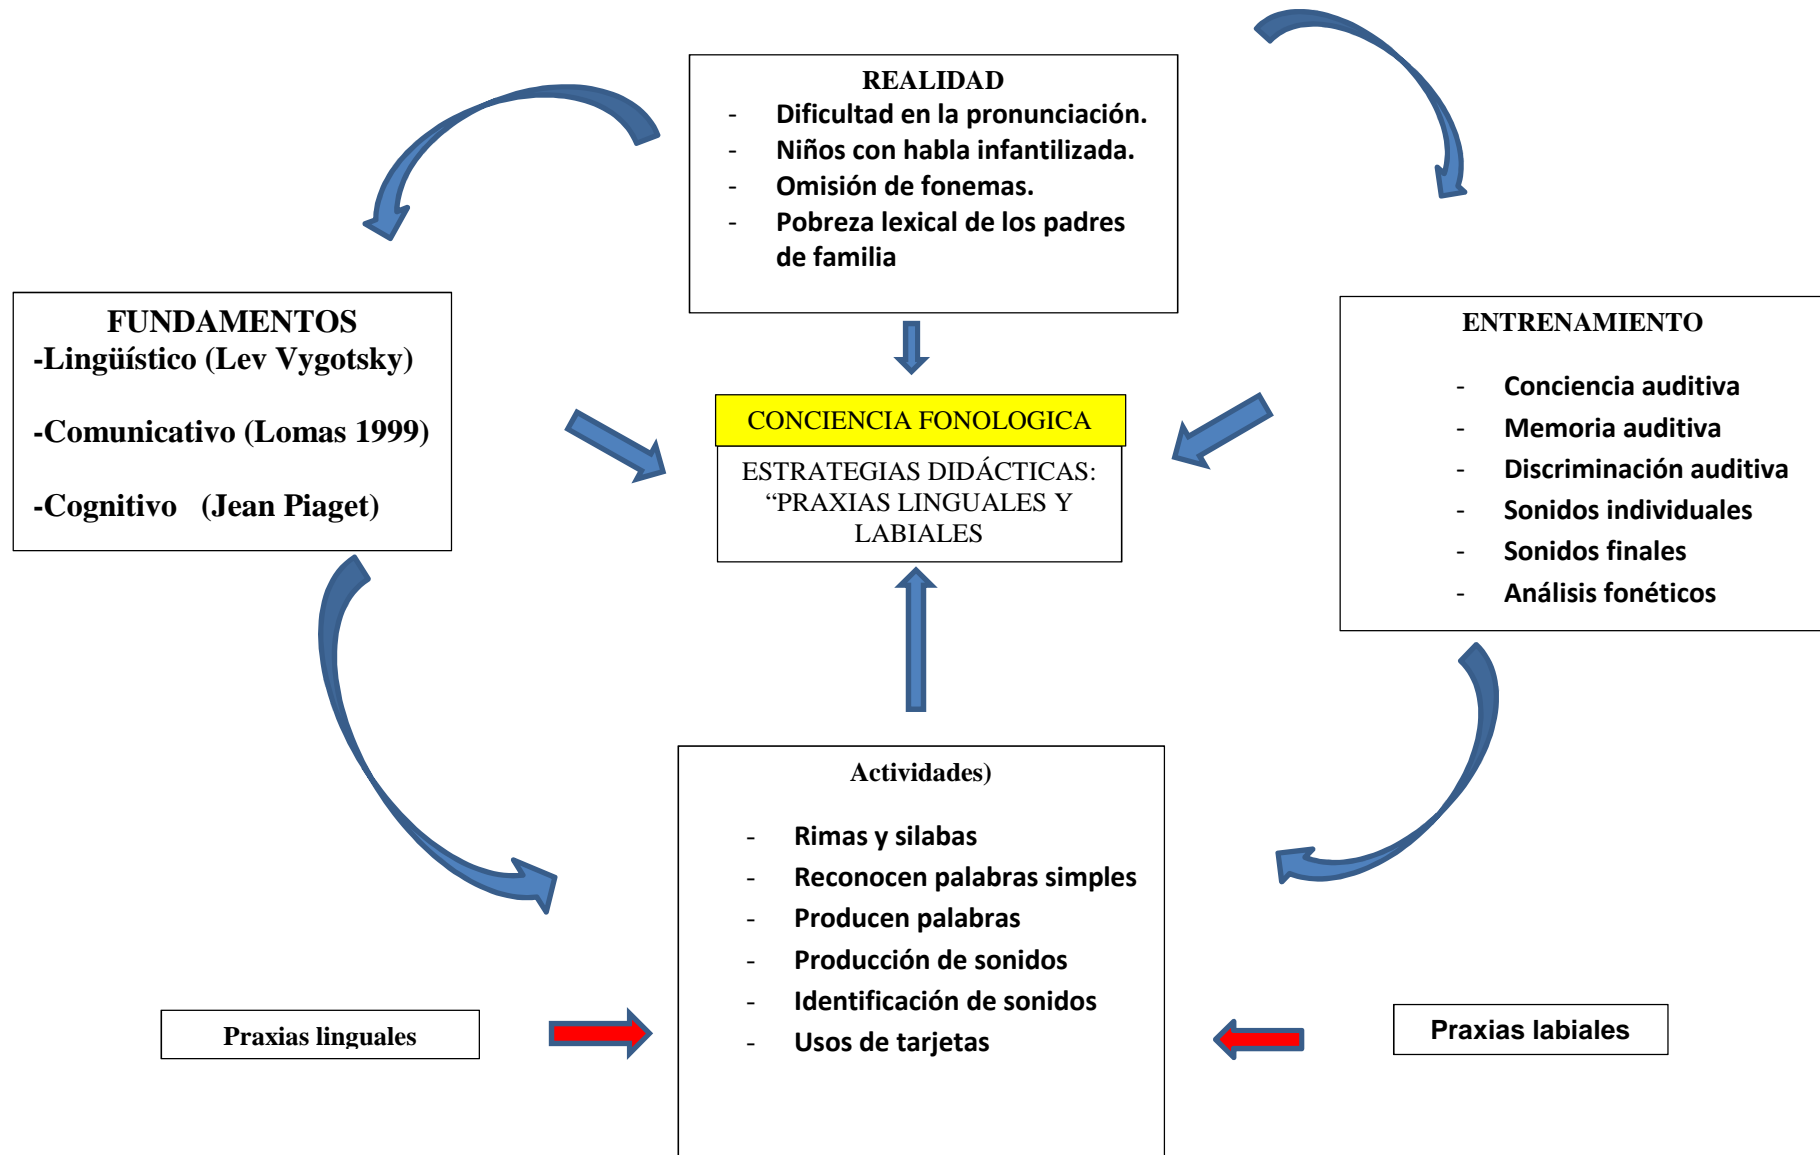 REALIDAD
- Dificultad en la pronunciación.
- Niños con habla infantilizada.
- Omisión de fonemas.
- Pobreza lexical de los padres
de familia
FUNDAMENTOS
-Lingüístico (Lev Vygotsky)
-Comunicativo (Lomas 1999)
-Cognitivo (Jean Piaget)
CONCIENCIA FONOLOGICA
ESTRATEGIAS DIDÁCTICAS:
“PRAXIAS LINGUALES Y
LABIALES
ENTRENAMIENTO
- Conciencia auditiva
- Memoria auditiva
- Discriminación auditiva
- Sonidos individuales
- Sonidos finales
- Análisis fonéticos
Actividades)
- Rimas y silabas
- Reconocen palabras simples
- Producen palabras
- Producción de sonidos
- Identificación de sonidos
- Usos de tarjetas
Praxias linguales
Praxias labiales